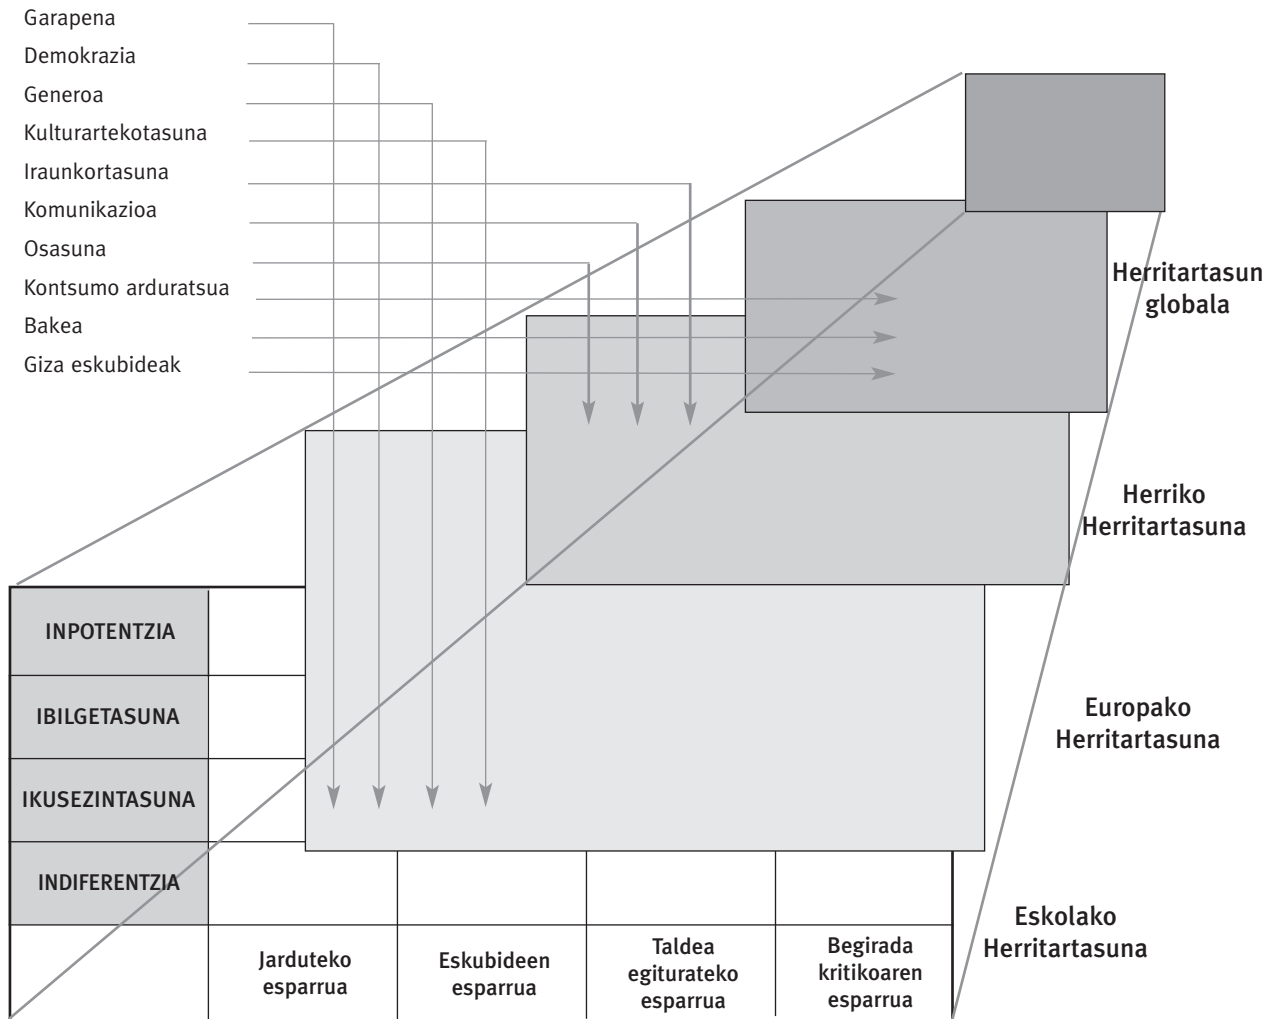 Garapena
Demokrazia
Generoa
Kulturartekotasuna
Iraunkortasuna
Komunikazioa
Osasuna
Kontsumo arduratsua
Bakea
Giza eskubideak
Herritartasun
globala
Herriko
Herritartasuna
Europako
Herritartasuna
Eskolako
Herritartasuna
INPOTENTZIA
IBILGETASUNA
IKUSEZINTASUNA
INDIFERENTZIA
Jarduteko
esparrua
Eskubideen
esparrua
Taldea
egiturateko
esparrua
Begirada
kritikoaren
esparrua